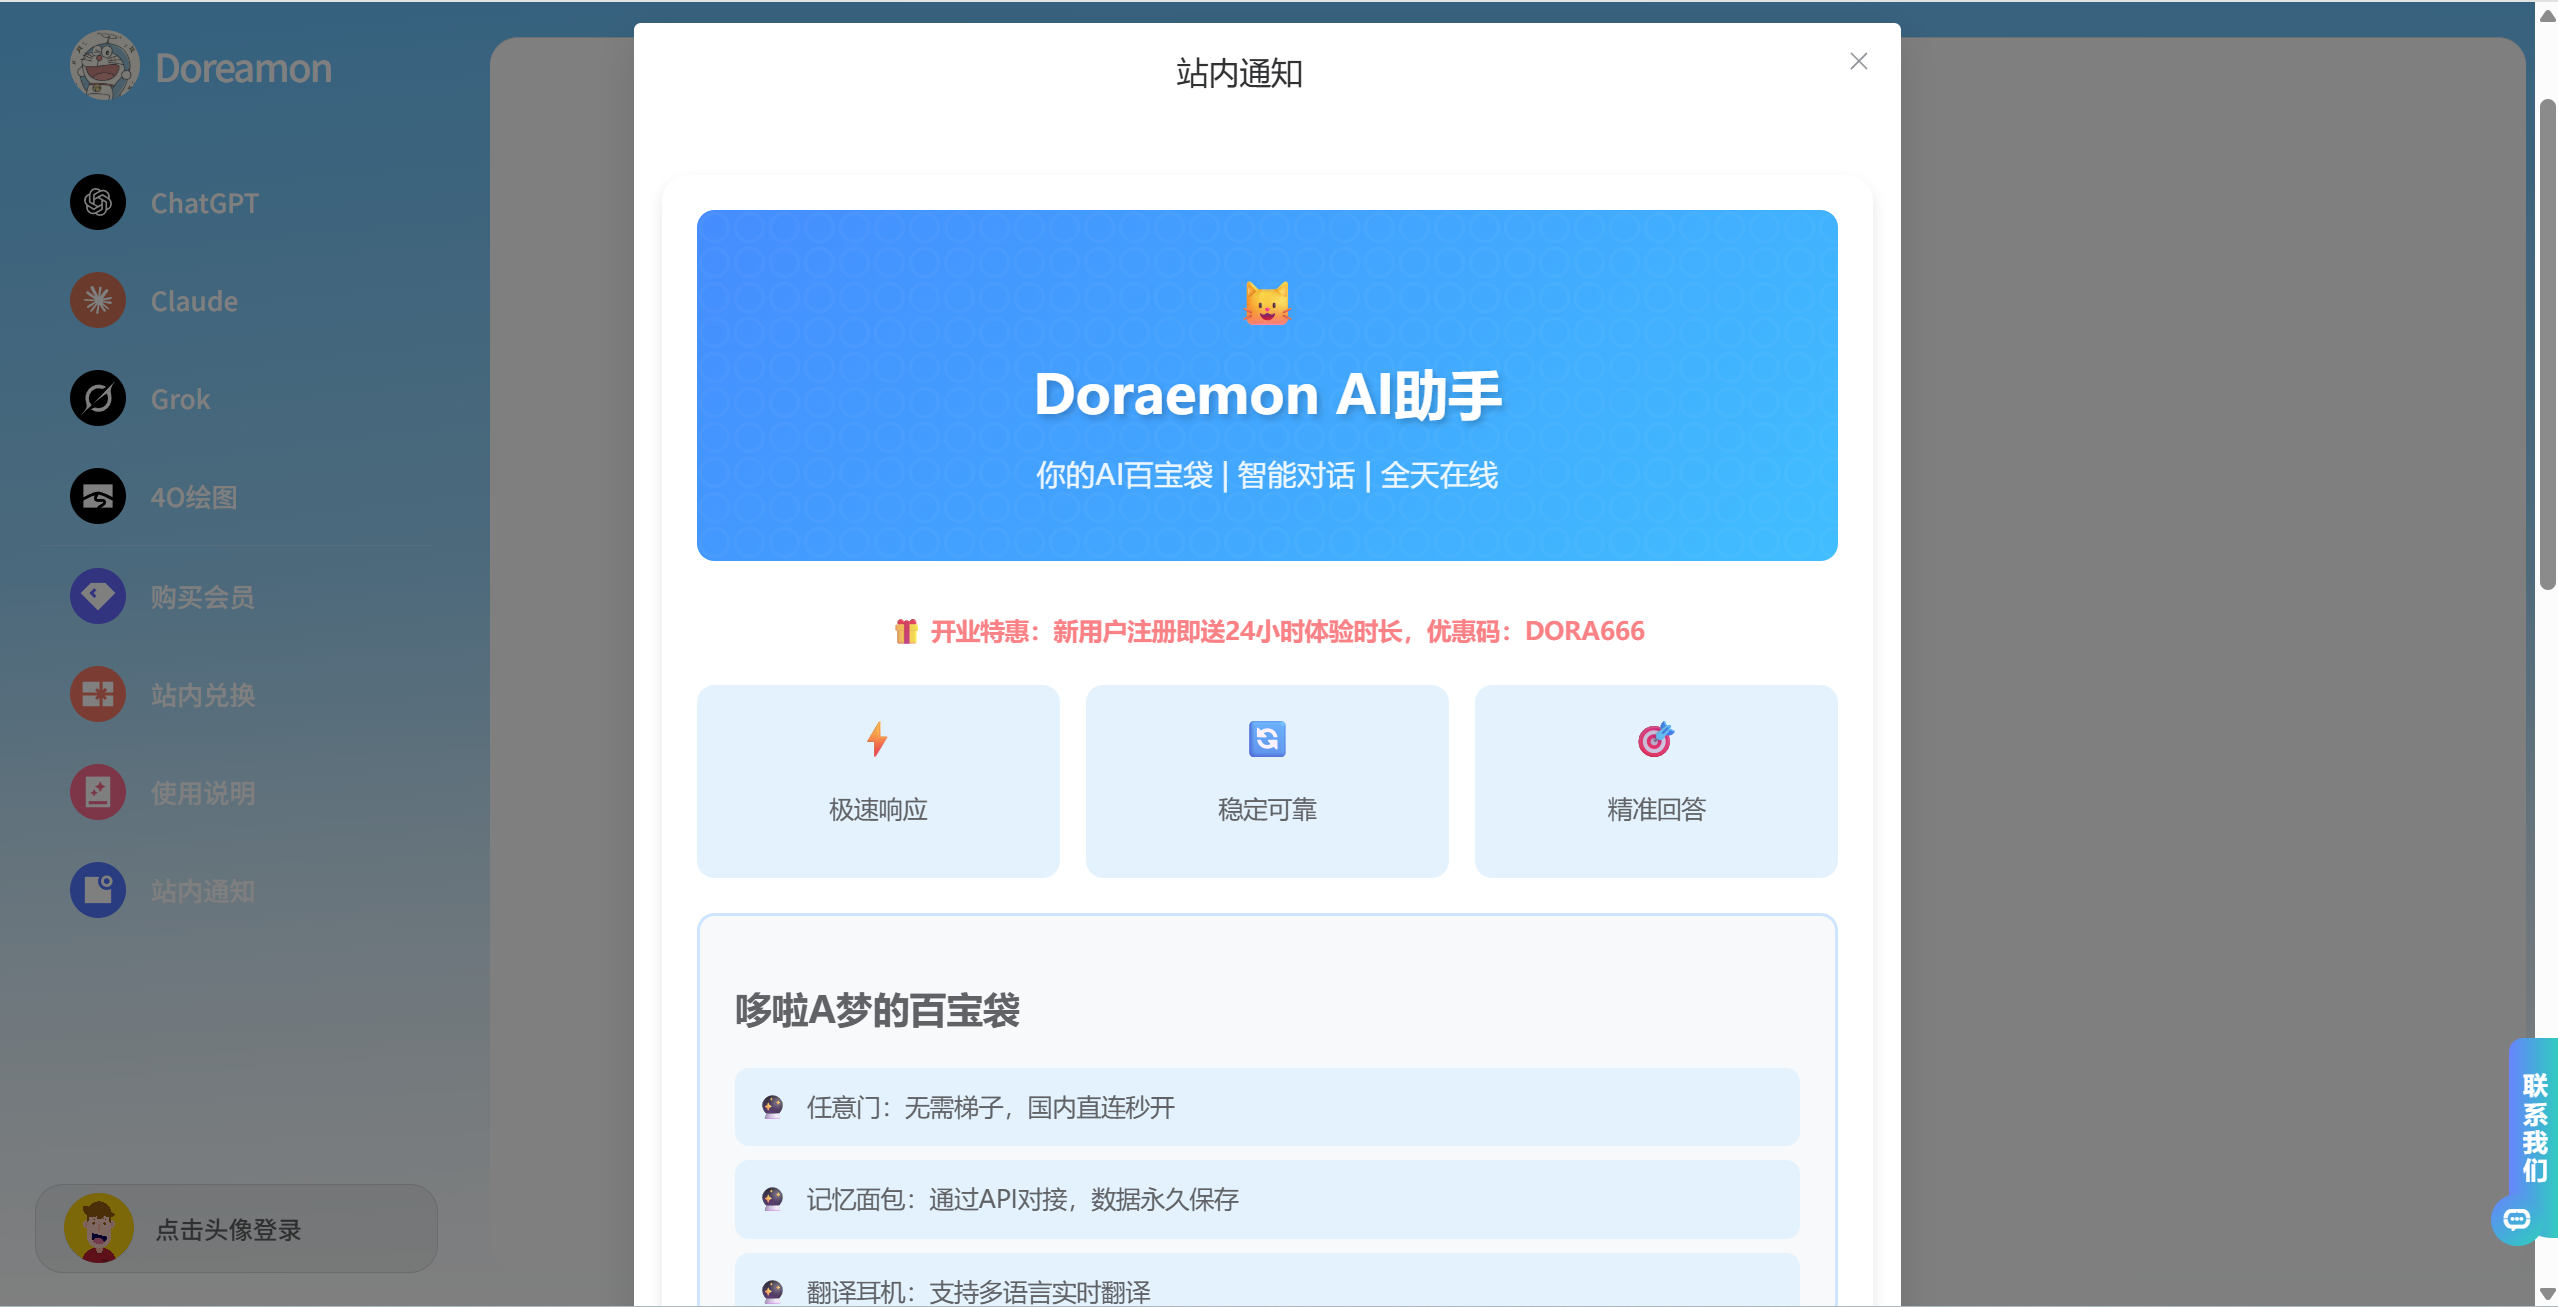 Doreamon
ChatGPT
Claude
Grok
4O绘图
购买会员
站内兑换
使用说明
站内通知
点击头像登录
站内通知
Doraemon AI助手
你的AI百宝袋 | 智能对话 | 全天在线
开业特惠：新用户注册即送24小时体验时长，优惠码：DORA666
极速响应
稳定可靠
精准回答
哆啦A梦的百宝袋
任意门：无需梯子，国内直连秒开
记忆面包：通过API对接，数据永久保存
翻译耳机：支持多语言实时翻译
联系我们